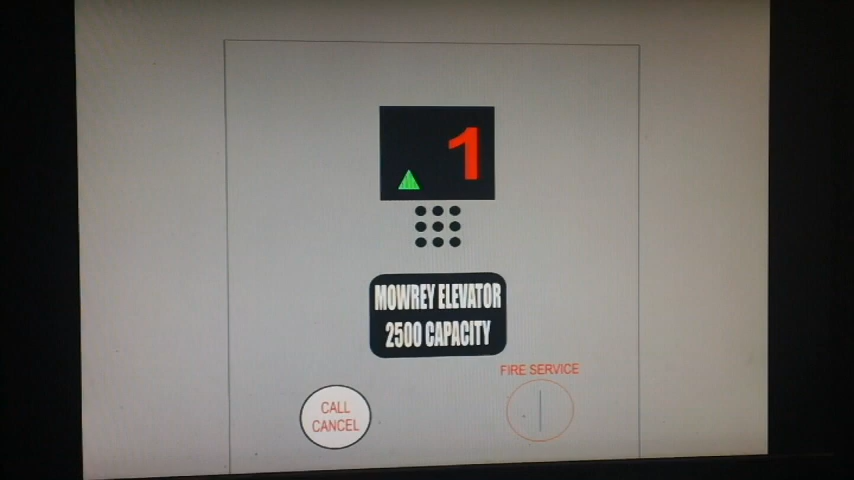 1
MOWREY ELEVATOR
2500 CAPACITY
FIRE SERVICE
CALL
CANCEL